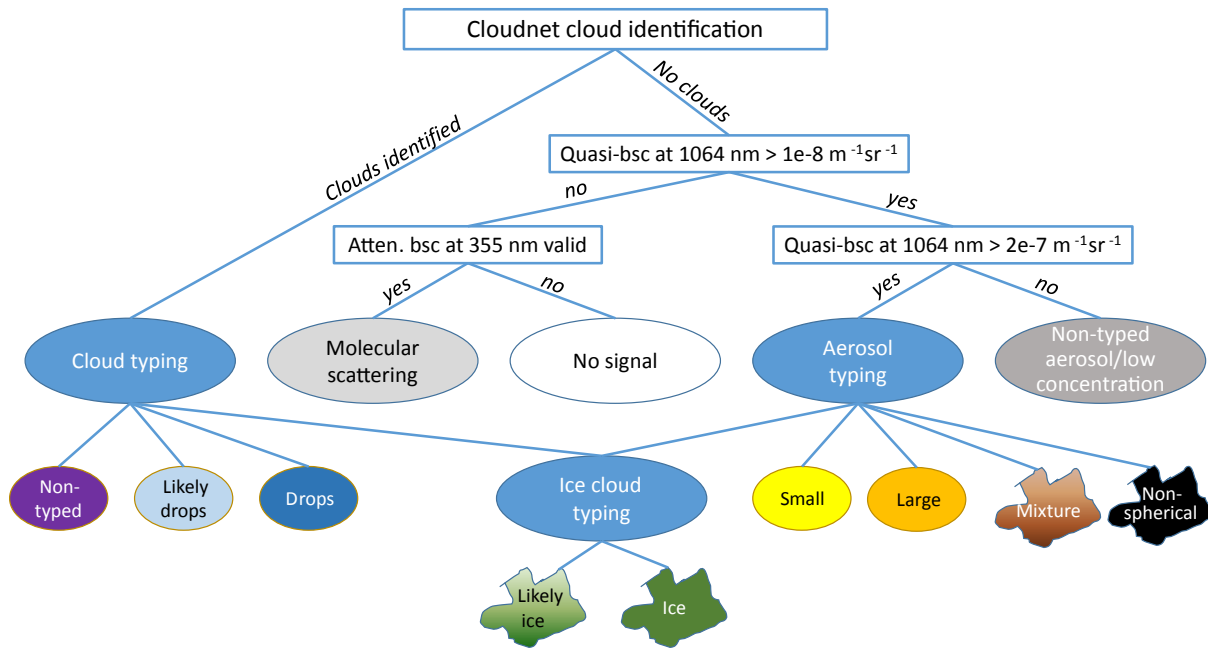 Cloudnet cloud identification
Clouds identified
No clouds
Quasi-bsc at 1064 nm > 1e-8 m⁻¹sr⁻¹
no
yes
Atten. bsc at 355 nm valid
Quasi-bsc at 1064 nm > 2e-7 m⁻¹sr⁻¹
yes
no
yes
no
Cloud typing
Molecular
scattering
No signal
Aerosol
typing
Non-typed
aerosol/low
concentration
Non-
typed
Likely
drops
Drops
Ice cloud
typing
Small
Large
Mixture
Non-
spherical
Likely
ice
Ice